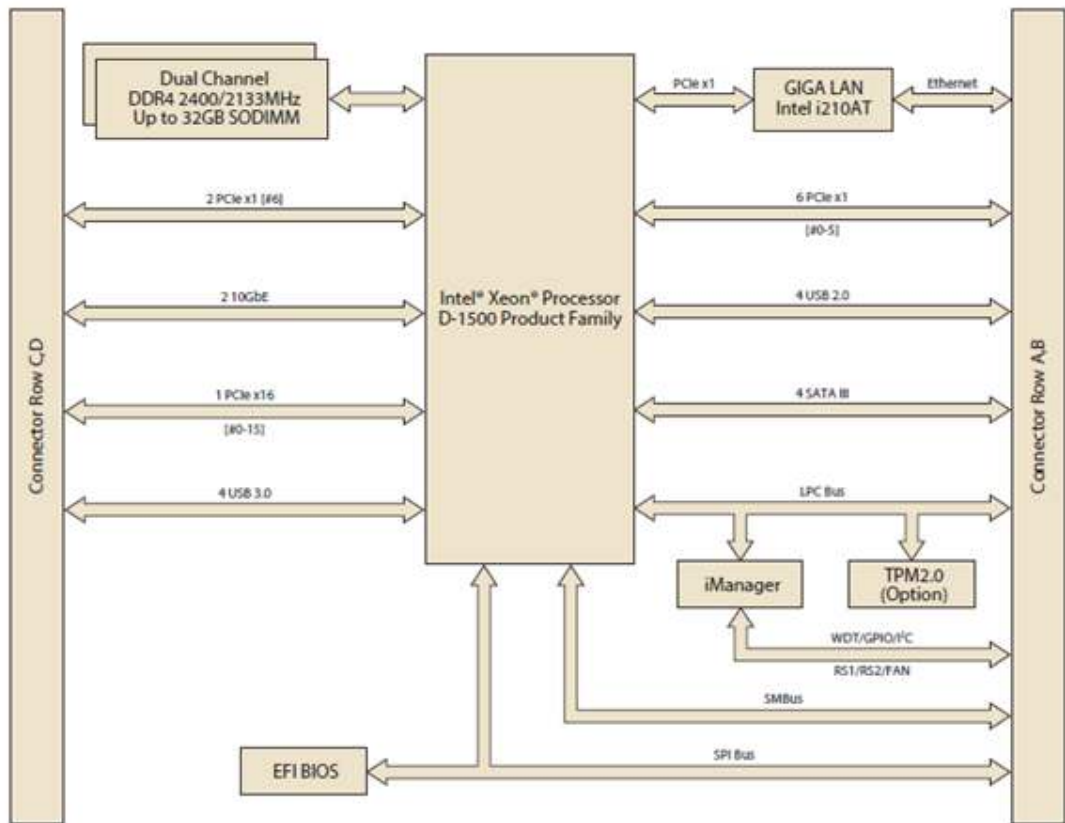 Dual Channel
DDR4 2400/2133MHz
Up to 32GB SODIMM
PCIe x1
GIGA LAN
Intel i210AT
Ethernet
2 PCIe x1 [#6]
6 PCIe x1
[#0-5]
Intel® Xeon® Processor
D-1500 Product Family
2 10GbE
4 USB 2.0
Connector Row C,D
Connector Row A,B
1 PCIe x16
[#0-15]
4 SATA III
4 USB 3.0
LPC Bus
iManager
TPM2.0
(Option)
WDT/GPIO/I²C
RS1/RS2/FAN
SMBus
EFI BIOS
SPI Bus